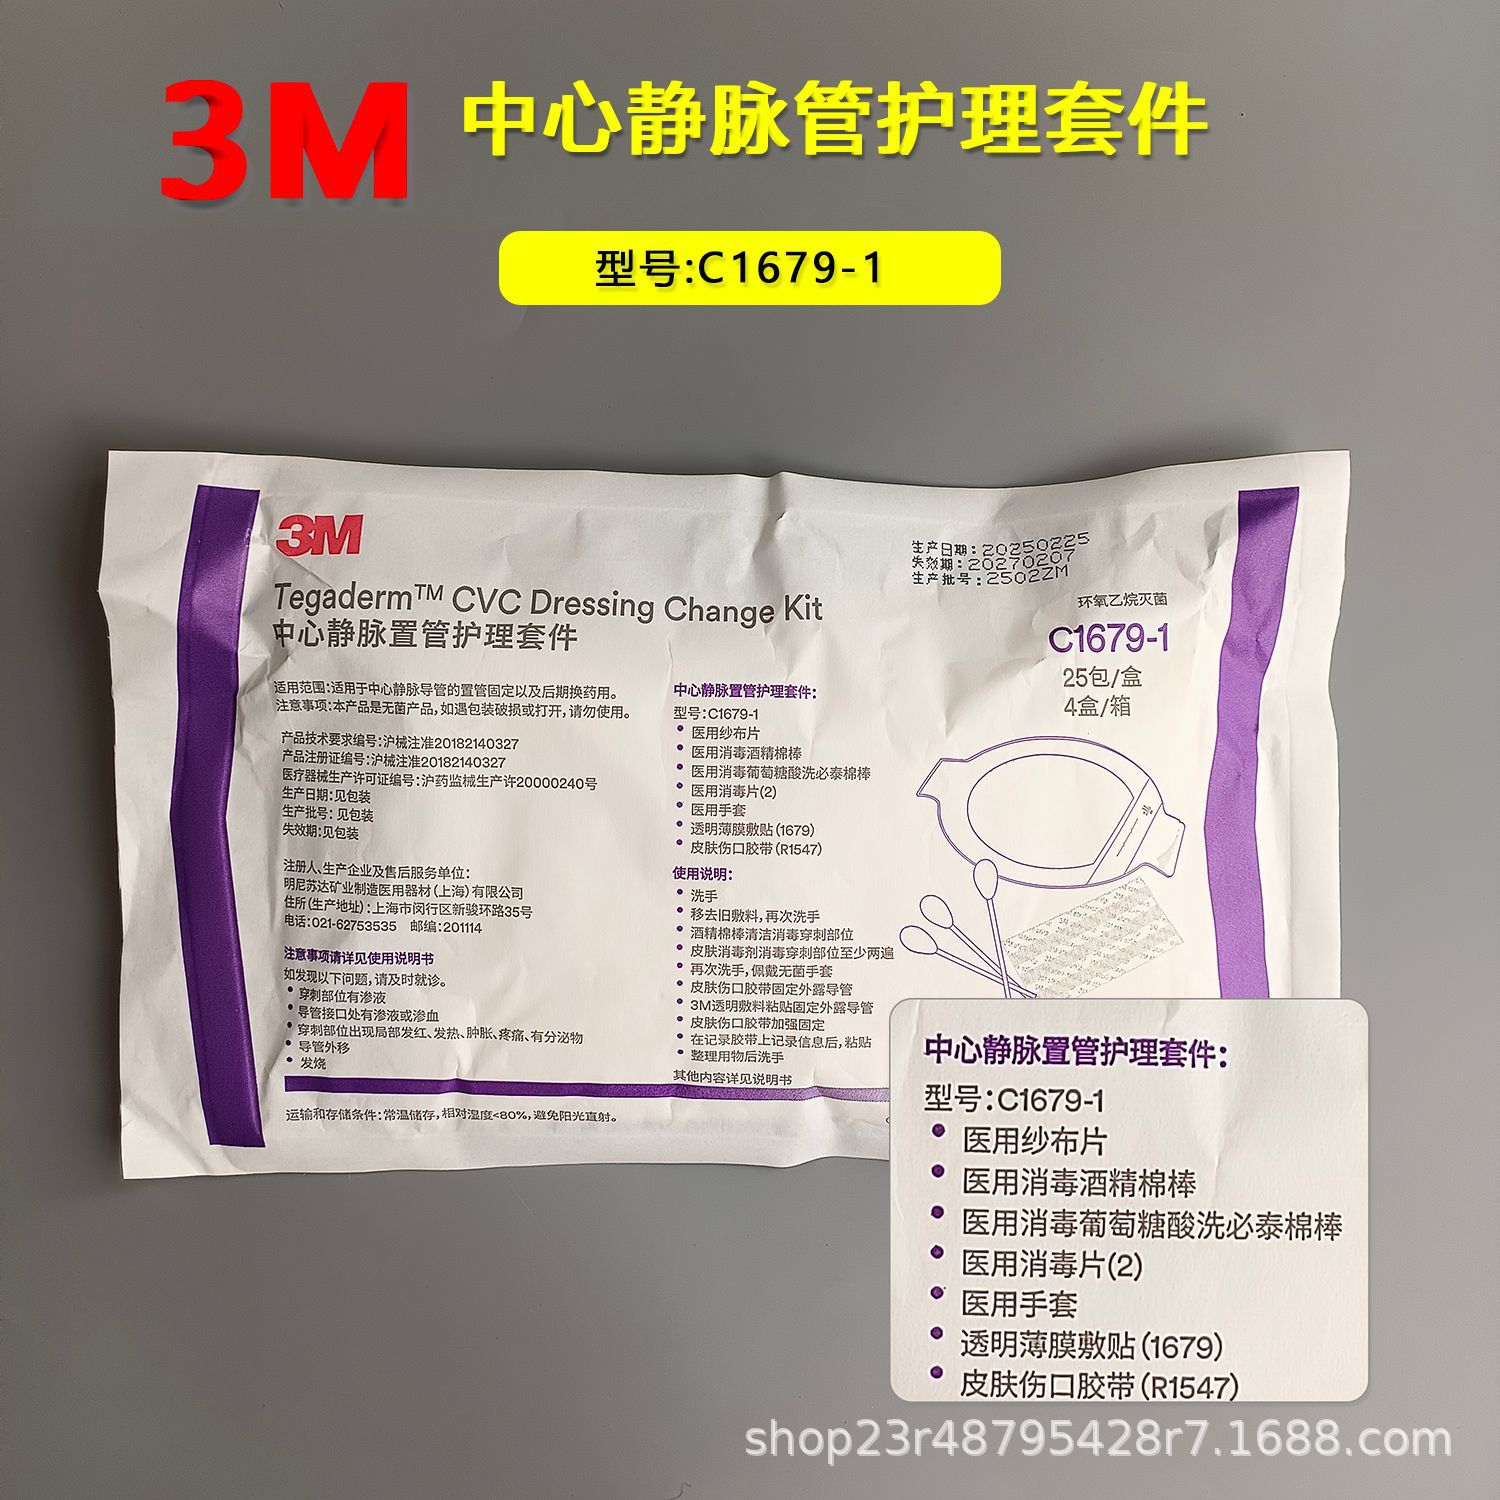 3M 中心静脉管护理套件
型号:C1679-1
3M
Tegaderm™ CVC Dressing Change Kit
中心静脉置管护理套件
生产日期:20250225
失效期:20270207
生产批号:2502ZM
环氧乙烷灭菌
C1679-1
25包/盒
4盒/箱
适用范围:适用于中心静脉导管的置管固定以及后期换药用。
注意事项:本产品是无菌产品,如遇包装破损或打开,请勿使用。
产品技术要求编号:沪械注准20182140327
产品注册证编号:沪械注准20182140327
医疗器械生产许可证编号:沪药监械生产许20000240号
生产日期:见包装
生产批号:见包装
失效期:见包装
注册人、生产企业及售后服务单位:
明尼苏达矿业制造医用器材(上海)有限公司
住所(生产地址):上海市闵行区新骏环路35号
电话:021-62753535 邮编:201114
注意事项请详见使用说明书
如发现以下问题,请及时就诊。
• 穿刺部位有渗液
• 导管接口处有渗液或渗血
• 穿刺部位出现局部发红、发热、肿胀、疼痛、有分泌物
• 导管外移
• 发烧
运输和存储条件:常温储存,相对湿度<80%,避免阳光直射。
中心静脉置管护理套件:
型号:C1679-1
• 医用纱布片
• 医用消毒酒精棉棒
• 医用消毒葡萄糖酸洗必泰棉棒
• 医用消毒片(2)
• 医用手套
• 透明薄膜敷贴(1679)
• 皮肤伤口胶带(R1547)
使用说明:
• 洗手
• 移去旧敷料,再次洗手
• 酒精棉棒清洁消毒穿刺部位
• 皮肤消毒剂消毒穿刺部位至少两遍
• 再次洗手,佩戴无菌手套
• 皮肤伤口胶带固定外露导管
• 3M透明敷料粘贴固定外露导管
• 皮肤伤口胶带加强固定
• 在记录胶带上记录信息后,粘贴
• 整理用物后洗手
其他内容详见说明书
中心静脉置管护理套件:
型号:C1679-1
• 医用纱布片
• 医用消毒酒精棉棒
• 医用消毒葡萄糖酸洗必泰棉棒
• 医用消毒片(2)
• 医用手套
• 透明薄膜敷贴(1679)
• 皮肤伤口胶带(R1547)
shop23r48795428r7.1688.com